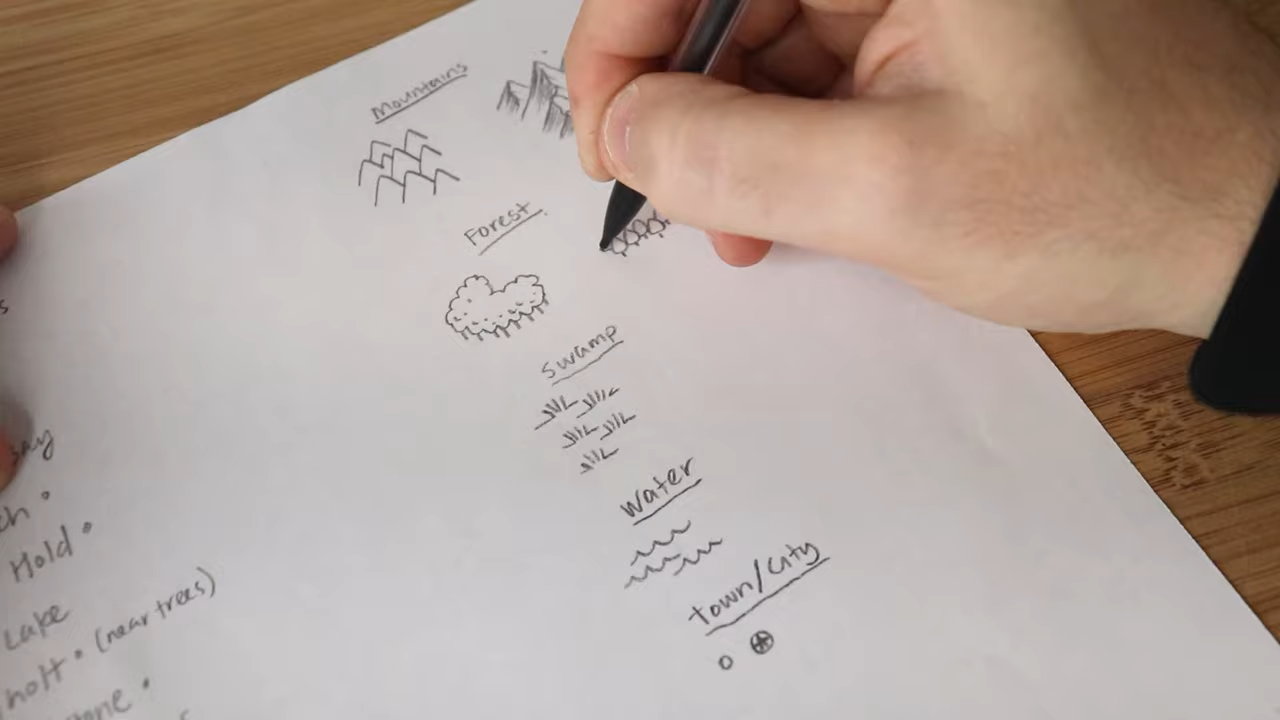 Mountains
Forest
Swamp
Water
town/city
Hold
Lake
(near trees)